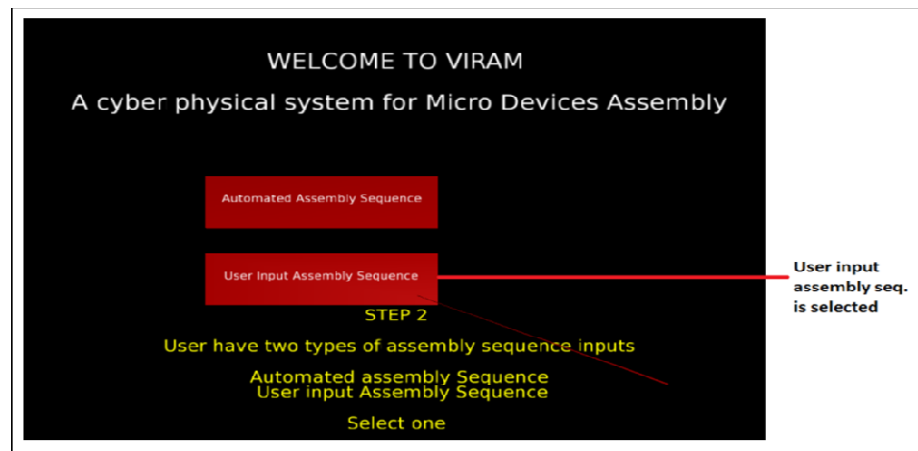 WELCOME TO VIRAM
A cyber physical system for Micro Devices Assembly
Automated Assembly Sequence
User Input Assembly Sequence
User input
assembly seq.
is selected
STEP 2
User have two types of assembly sequence inputs
Automated assembly Sequence
User input Assembly Sequence
Select one